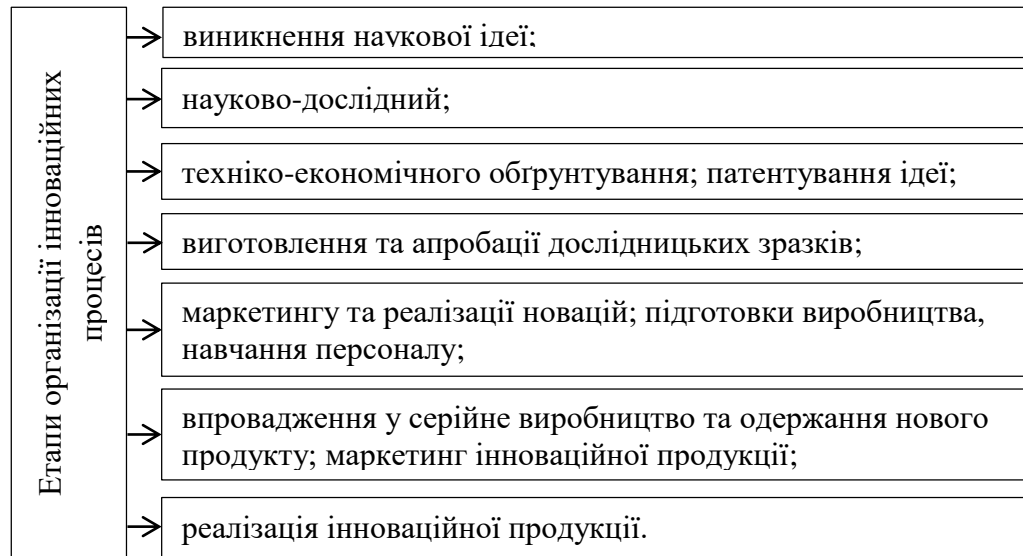 Етапи організації інноваційних
процесів
виникнення наукової ідеї;
науково-дослідний;
техніко-економічного обґрунтування; патентування ідеї;
виготовлення та апробації дослідницьких зразків;
маркетингу та реалізації новацій; підготовки виробництва,
навчання персоналу;
впровадження у серійне виробництво та одержання нового
продукту; маркетинг інноваційної продукції;
реалізація інноваційної продукції.